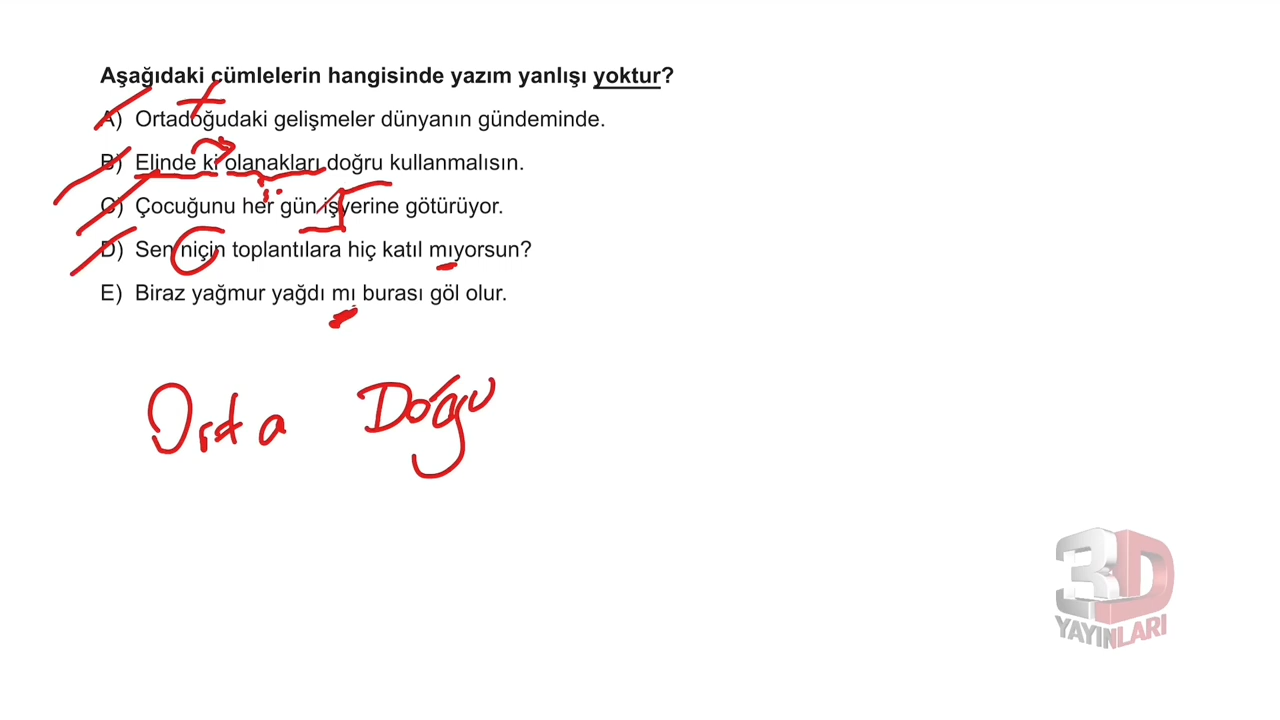 Aşağıdaki cümlelerin hangisinde yazım yanlışı yoktur?
A) Ortadoğudaki gelişmeler dünyanın gündeminde.
B) Elinde ki olanakları doğru kullanmalısın.
C) Çocuğunu her gün işyerine götürüyor.
D) Sen niçin toplantılara hiç katıl mıyorsun?
E) Biraz yağmur yağdı mı burası göl olur.
Orta Doğu
3D
YAYINLARI